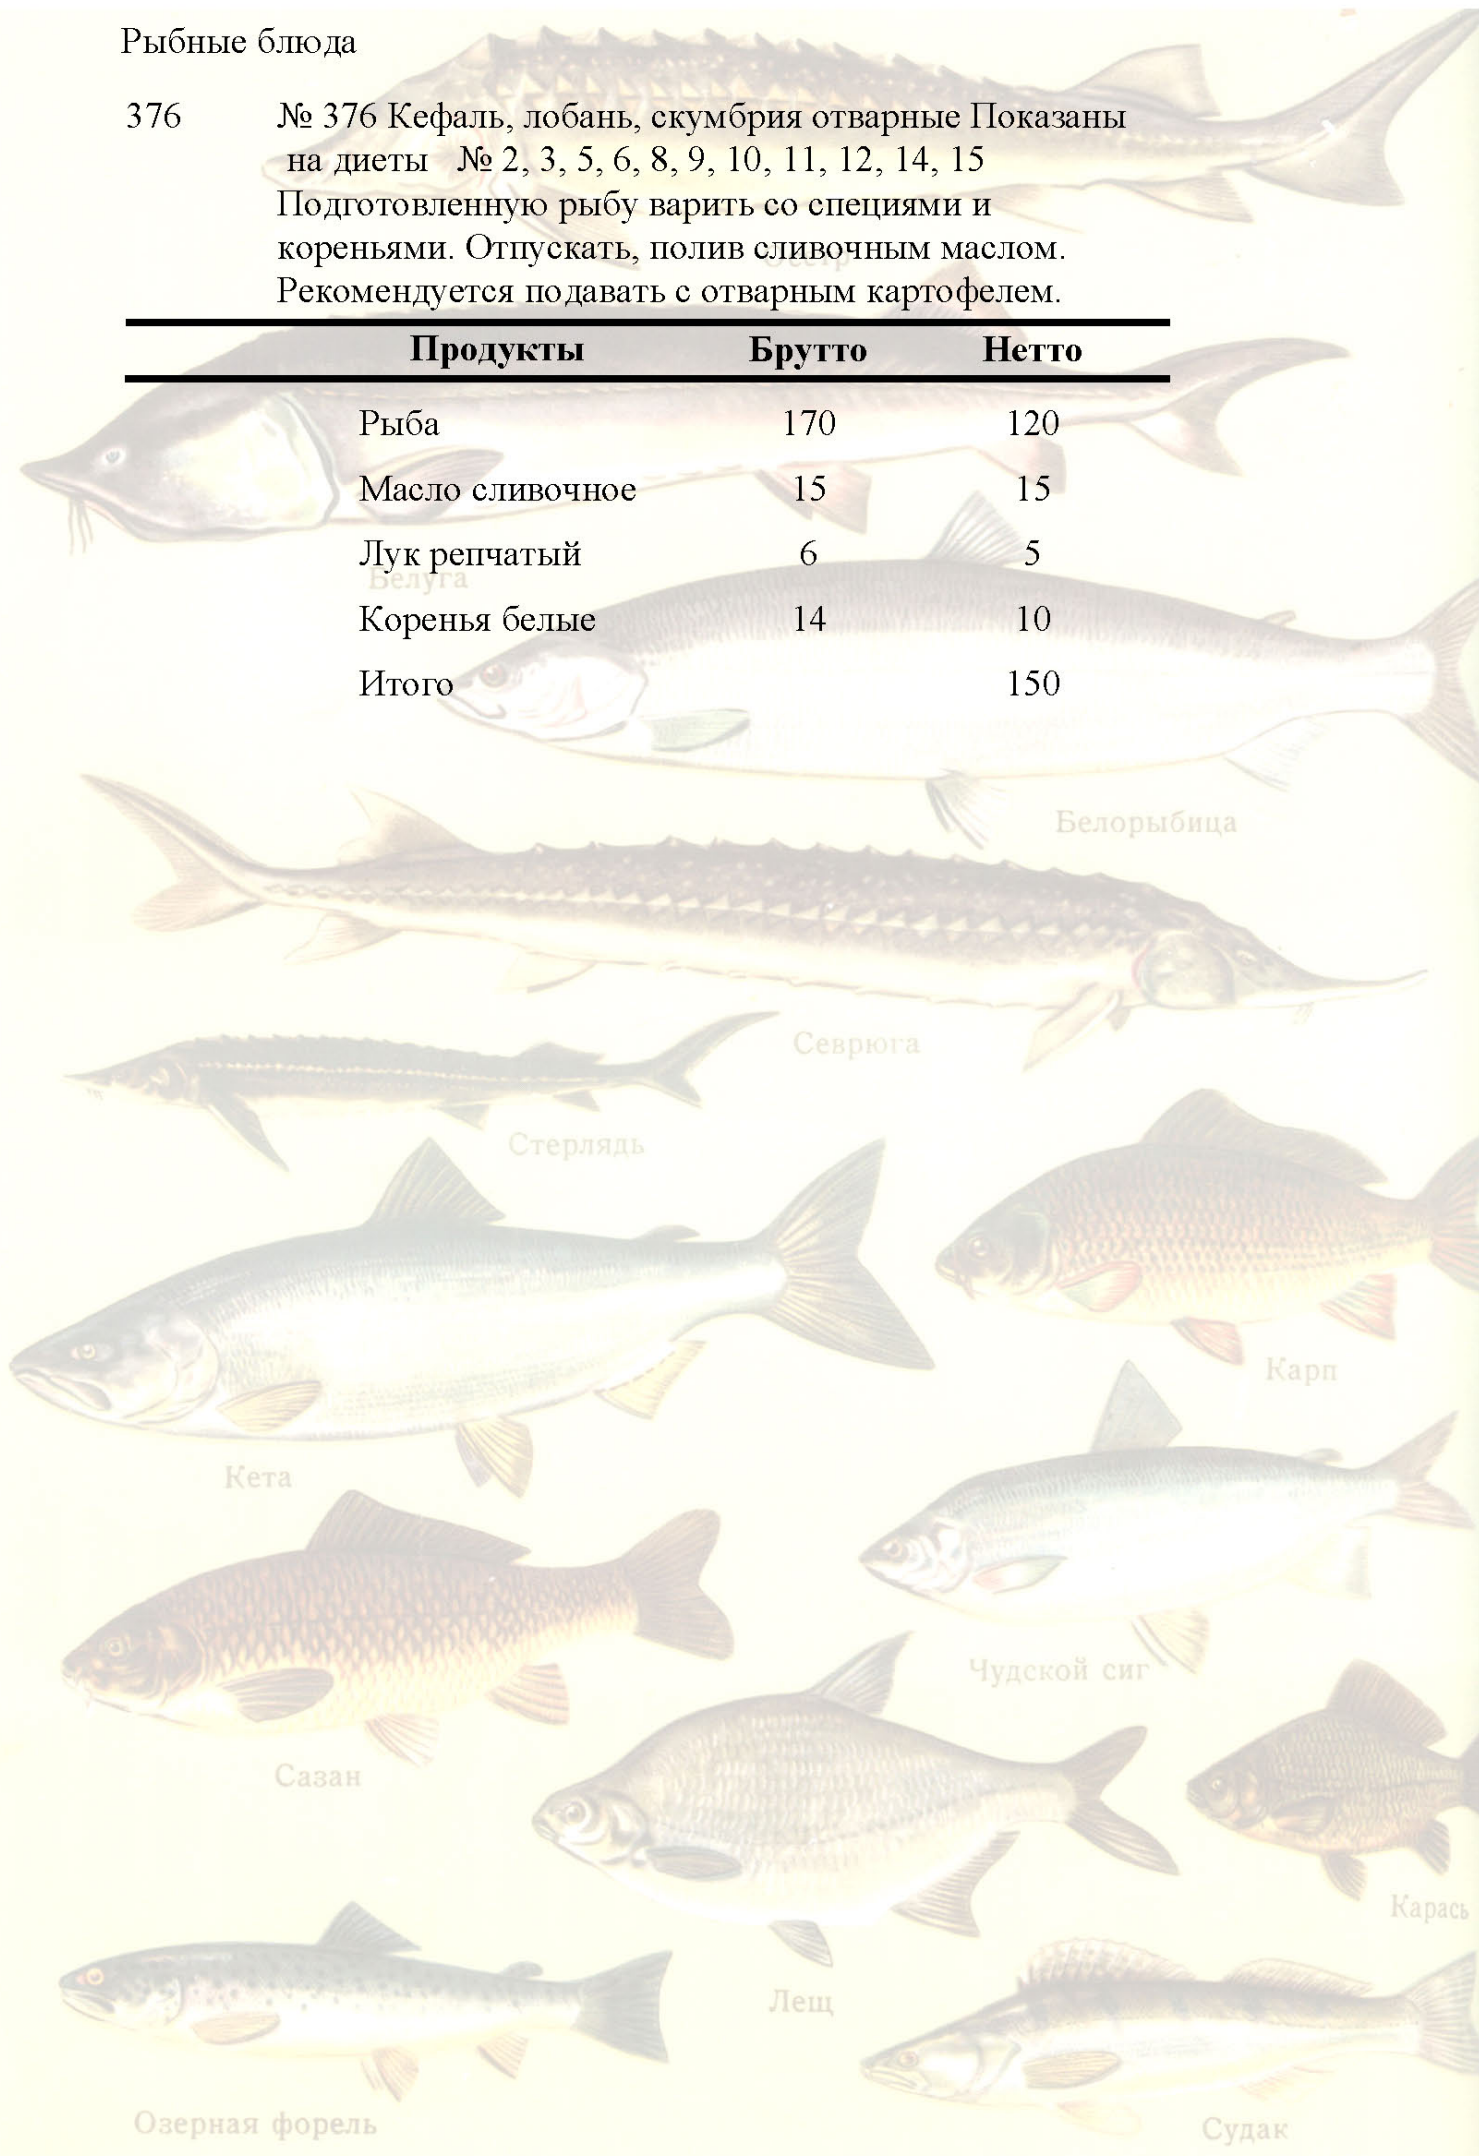 Рыбные блюда
376 № 376 Кефаль, лобань, скумбрия отварные Показаны
на диеты № 2, 3, 5, 6, 8, 9, 10, 11, 12, 14, 15
Подготовленную рыбу варить со специями и
кореньями. Отпускать, полив сливочным маслом.
Рекомендуется подавать с отварным картофелем.
Продукты Брутто Нетто
Рыба 170 120
Масло сливочное 15 15
Лук репчатый 6 5
Белуга
Коренья белые 14 10
Итого 150
Белорыбица
Севрюга
Стерлядь
Карп
Кета
Чудской сиг
Сазан
Карась
Лещ
Озерная форель
Судак